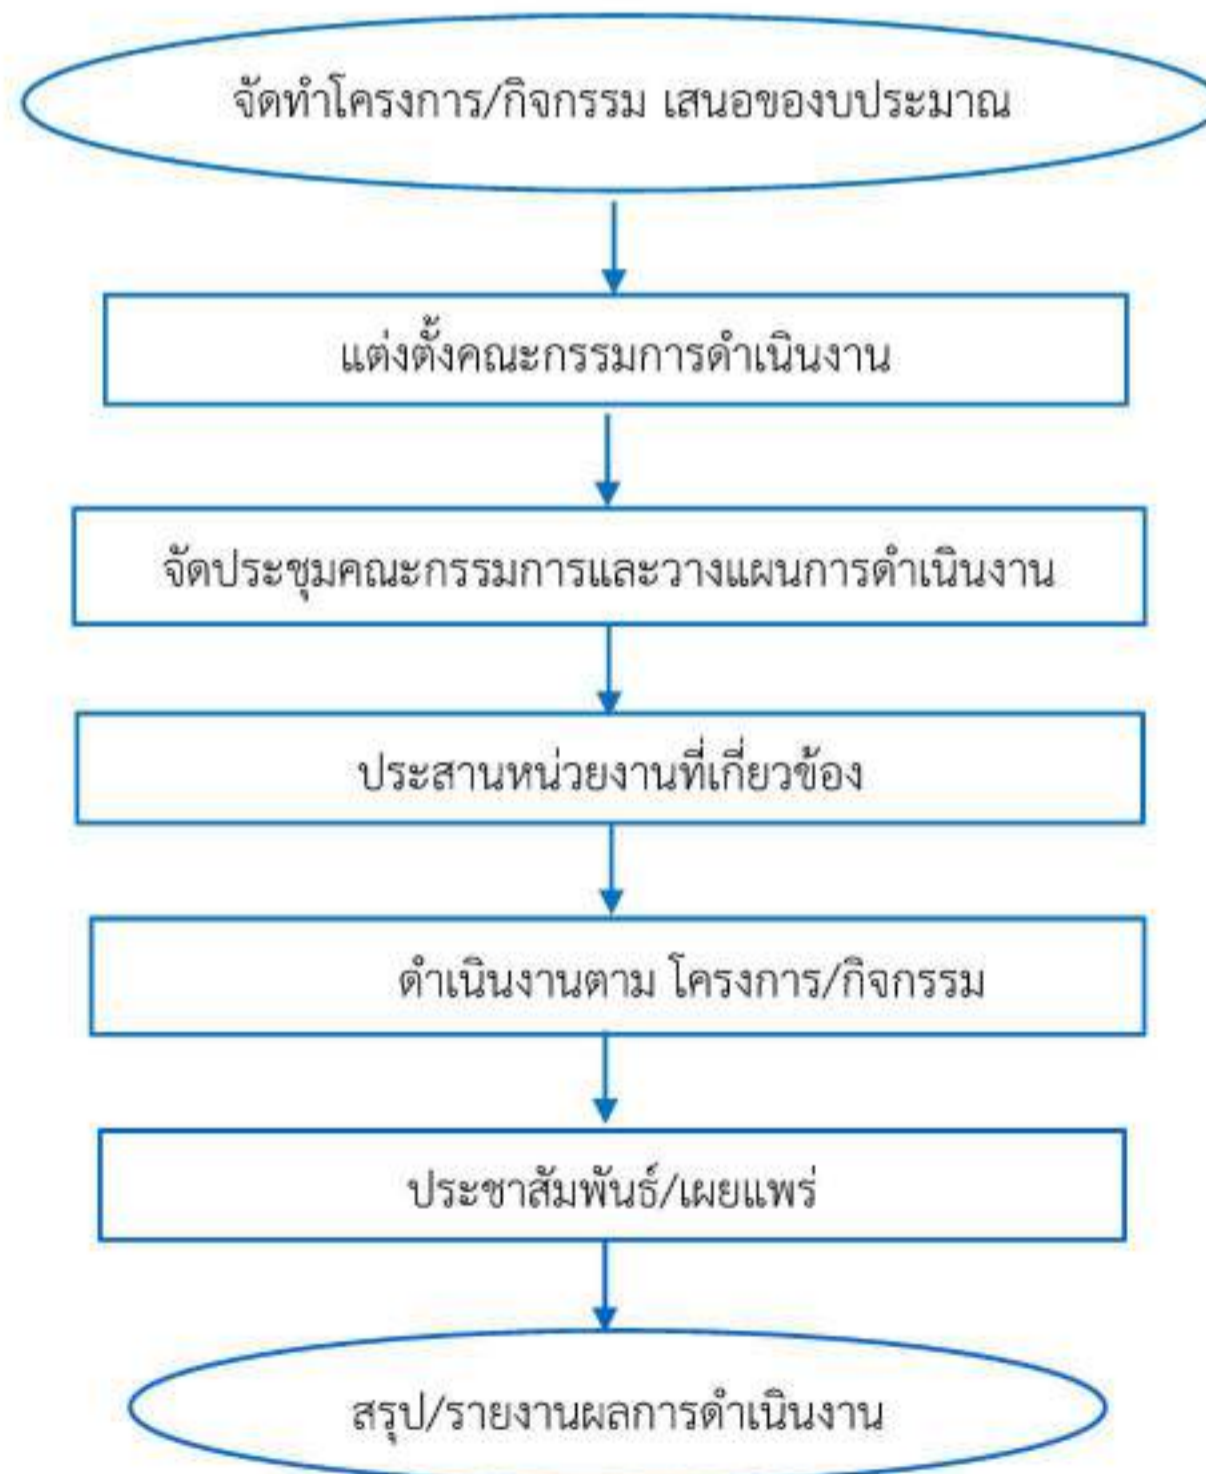 จัดทำโครงการ/กิจกรรม เสนอของบประมาณ
แต่งตั้งคณะกรรมการดำเนินงาน
จัดประชุมคณะกรรมการและวางแผนการดำเนินงาน
ประสานหน่วยงานที่เกี่ยวข้อง
ดำเนินงานตาม โครงการ/กิจกรรม
ประชาสัมพันธ์/เผยแพร่
สรุป/รายงานผลการดำเนินงาน